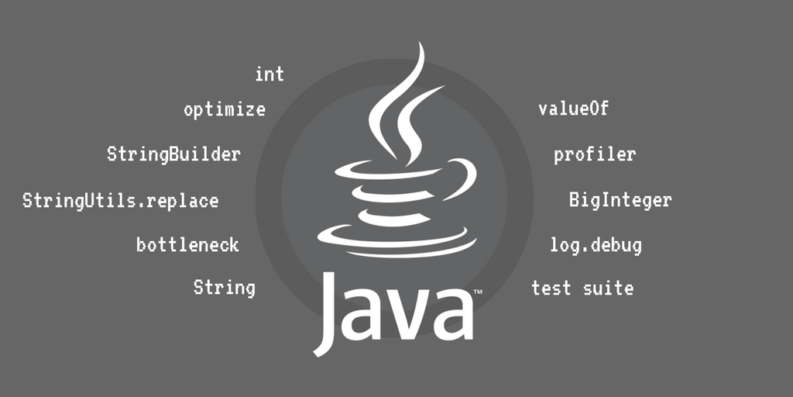 int
optimize
StringBuilder
StringUtils.replace
bottleneck
String
valueOf
profiler
BigInteger
log.debug
test suite
Java™